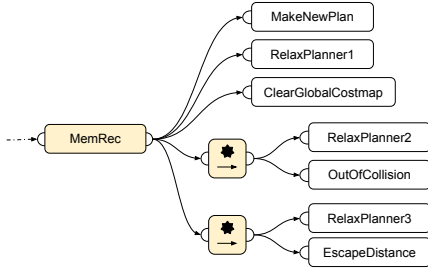 MakeNewPlan
RelaxPlanner1
ClearGlobalCostmap
MemRec
RelaxPlanner2
OutOfCollision
RelaxPlanner3
EscapeDistance